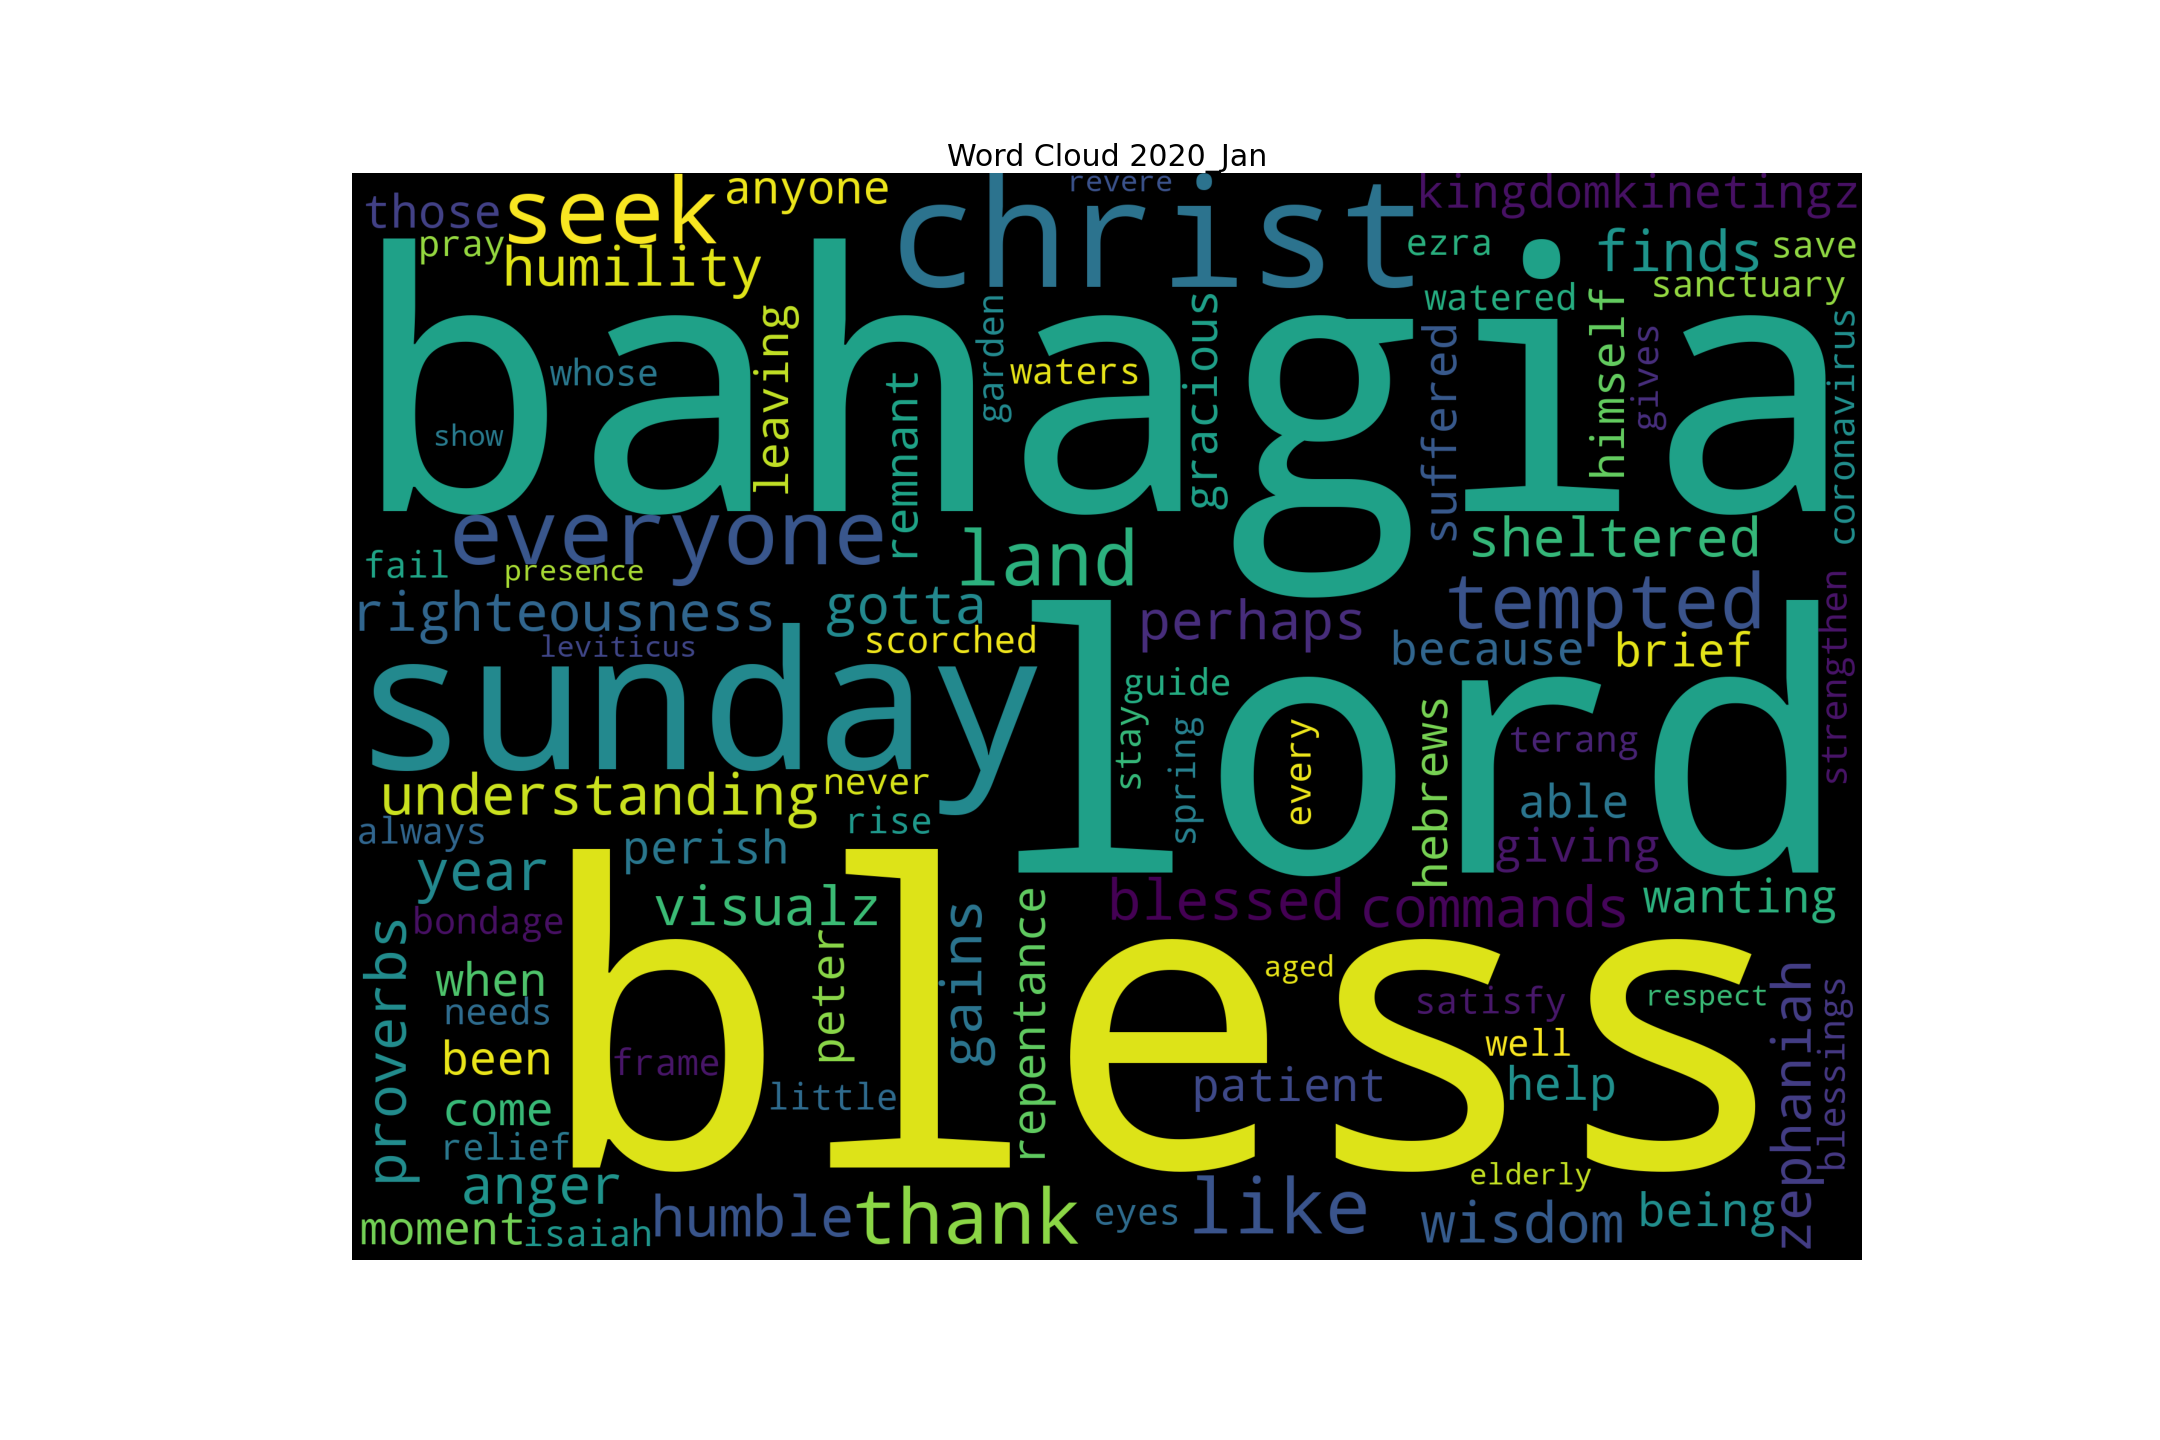 Word Cloud 2020_Jan
revere
those
seek
anyone
christ
kingdomkinetingz
pray
humility
ezra
finds
save
sanctuary
watered
bahagia
leaving
garden
gracious
himself
gives
coronavirus
suffered
whose
waters
remnant
show
everyone
land
sheltered
fail
presence
righteousness
gotta
perhaps
tempted
strengthen
leviticus
scorched
because
brief
sunday
lord
guide
stay
spring
every
hebrews
terang
understanding
never
always
rise
able
year
perish
giving
bondage
visualz
blessed
commands
wanting
proverbs
bless
peter
gains
repentance
when
aged
satisfy
respect
zephaniah
blessings
needs
been
frame
well
come
little
patient
help
relief
anger
elderly
moment
isaiah
humble
thank
eyes
like
wisdom
being